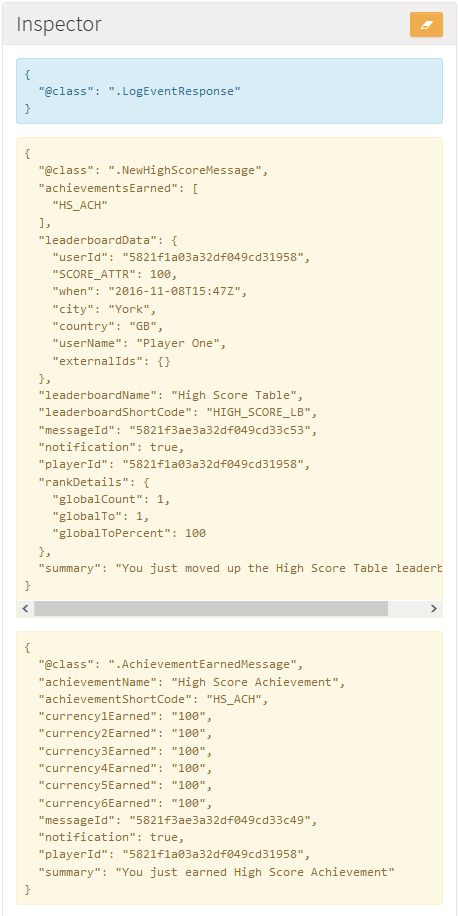 Inspector
{
  "@class": ".LogEventResponse"
}
{
  "@class": ".NewHighScoreMessage",
  "achievementsEarned": [
    "HS_ACH"
  ],
  "leaderboardData": {
    "userId": "5821f1a03a32df049cd31958",
    "SCORE_ATTR": 100,
    "when": "2016-11-08T15:47Z",
    "city": "York",
    "country": "GB",
    "userName": "Player One",
    "externalIds": {}
  },
  "leaderboardName": "High Score Table",
  "leaderboardShortCode": "HIGH_SCORE_LB",
  "messageId": "5821f3ae3a32df049cd33c53",
  "notification": true,
  "playerId": "5821f1a03a32df049cd31958",
  "rankDetails": {
    "globalCount": 1,
    "globalTo": 1,
    "globalToPercent": 100
  },
  "summary": "You just moved up the High Score Table leaderb
}
{
  "@class": ".AchievementEarnedMessage",
  "achievementName": "High Score Achievement",
  "achievementShortCode": "HS_ACH",
  "currency1Earned": "100",
  "currency2Earned": "100",
  "currency3Earned": "100",
  "currency4Earned": "100",
  "currency5Earned": "100",
  "currency6Earned": "100",
  "messageId": "5821f3ae3a32df049cd33c49",
  "notification": true,
  "playerId": "5821f1a03a32df049cd31958",
  "summary": "You just earned High Score Achievement"
}